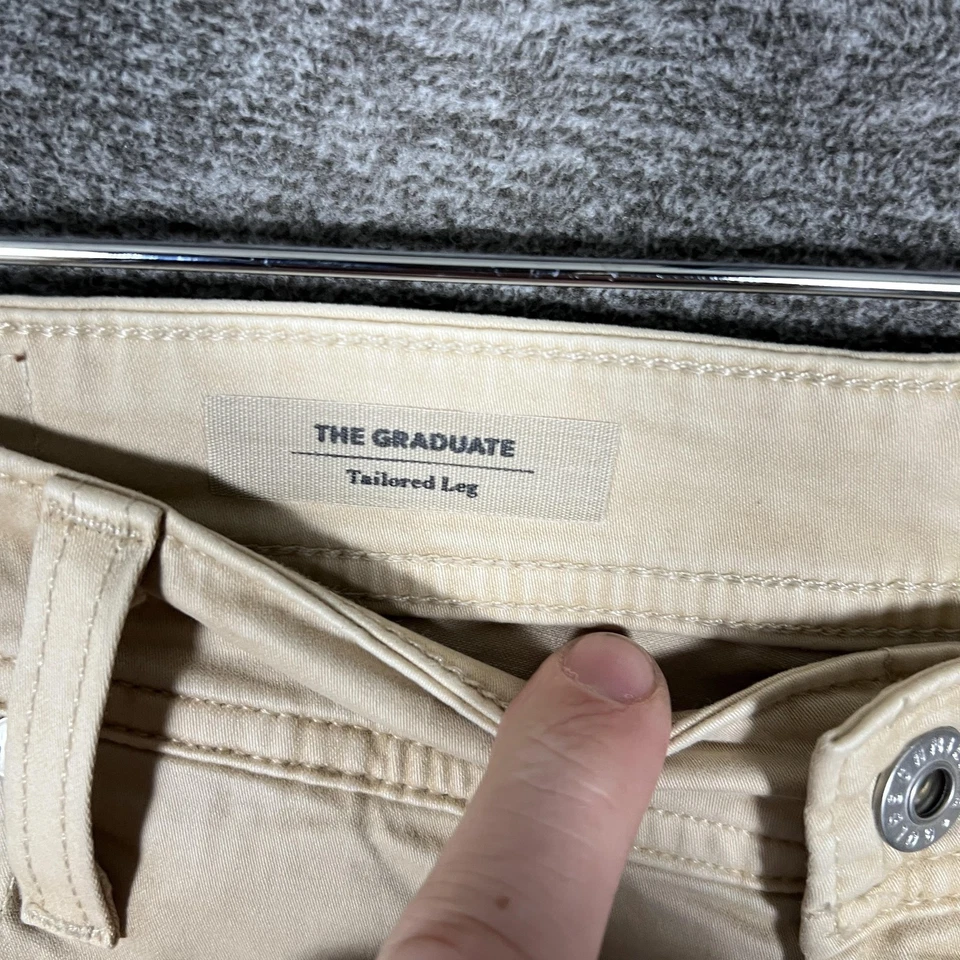 THE GRADUATE
Tailored Leg